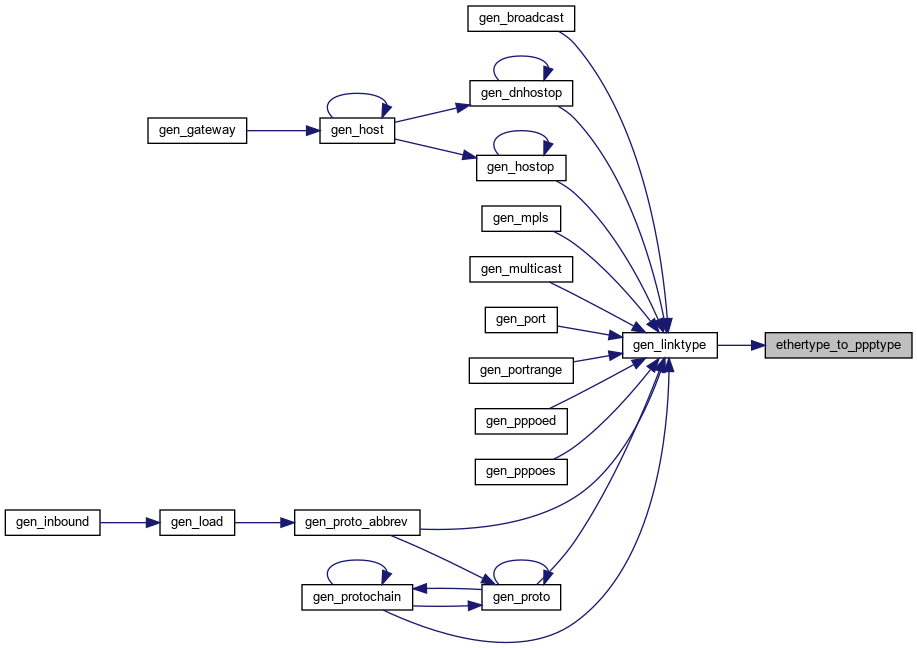 gen_broadcast
gen_dnhostop
gen_gateway
gen_host
gen_hostop
gen_mpls
gen_multicast
gen_port
gen_linktype
ethertype_to_ppptype
gen_portrange
gen_pppoed
gen_pppoes
gen_inbound
gen_load
gen_proto_abbrev
gen_protochain
gen_proto